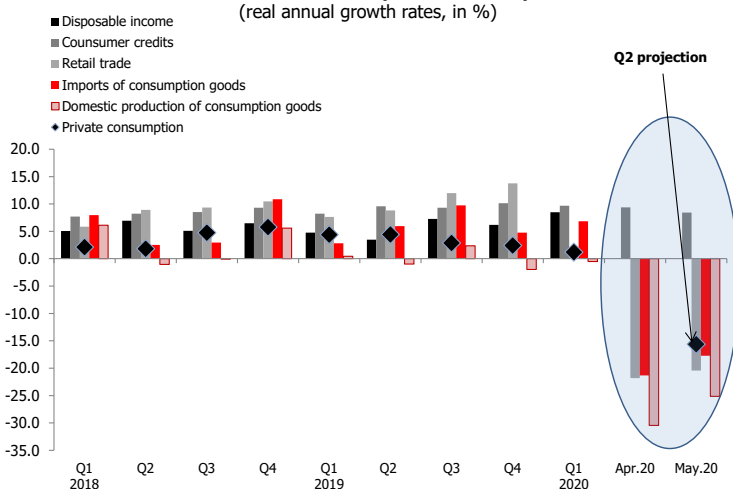 (real annual growth rates, in %)
Disposable income
Counsumer credits
Retail trade
Imports of consumption goods
Domestic production of consumption goods
Private consumption
Q2 projection
20.0
15.0
10.0
5.0
0.0
-5.0
-10.0
-15.0
-20.0
-25.0
-30.0
-35.0
Q1 Q2 Q3 Q4 Q1 Q2 Q3 Q4 Q1 Apr.20 May.20
2018 2019 2020